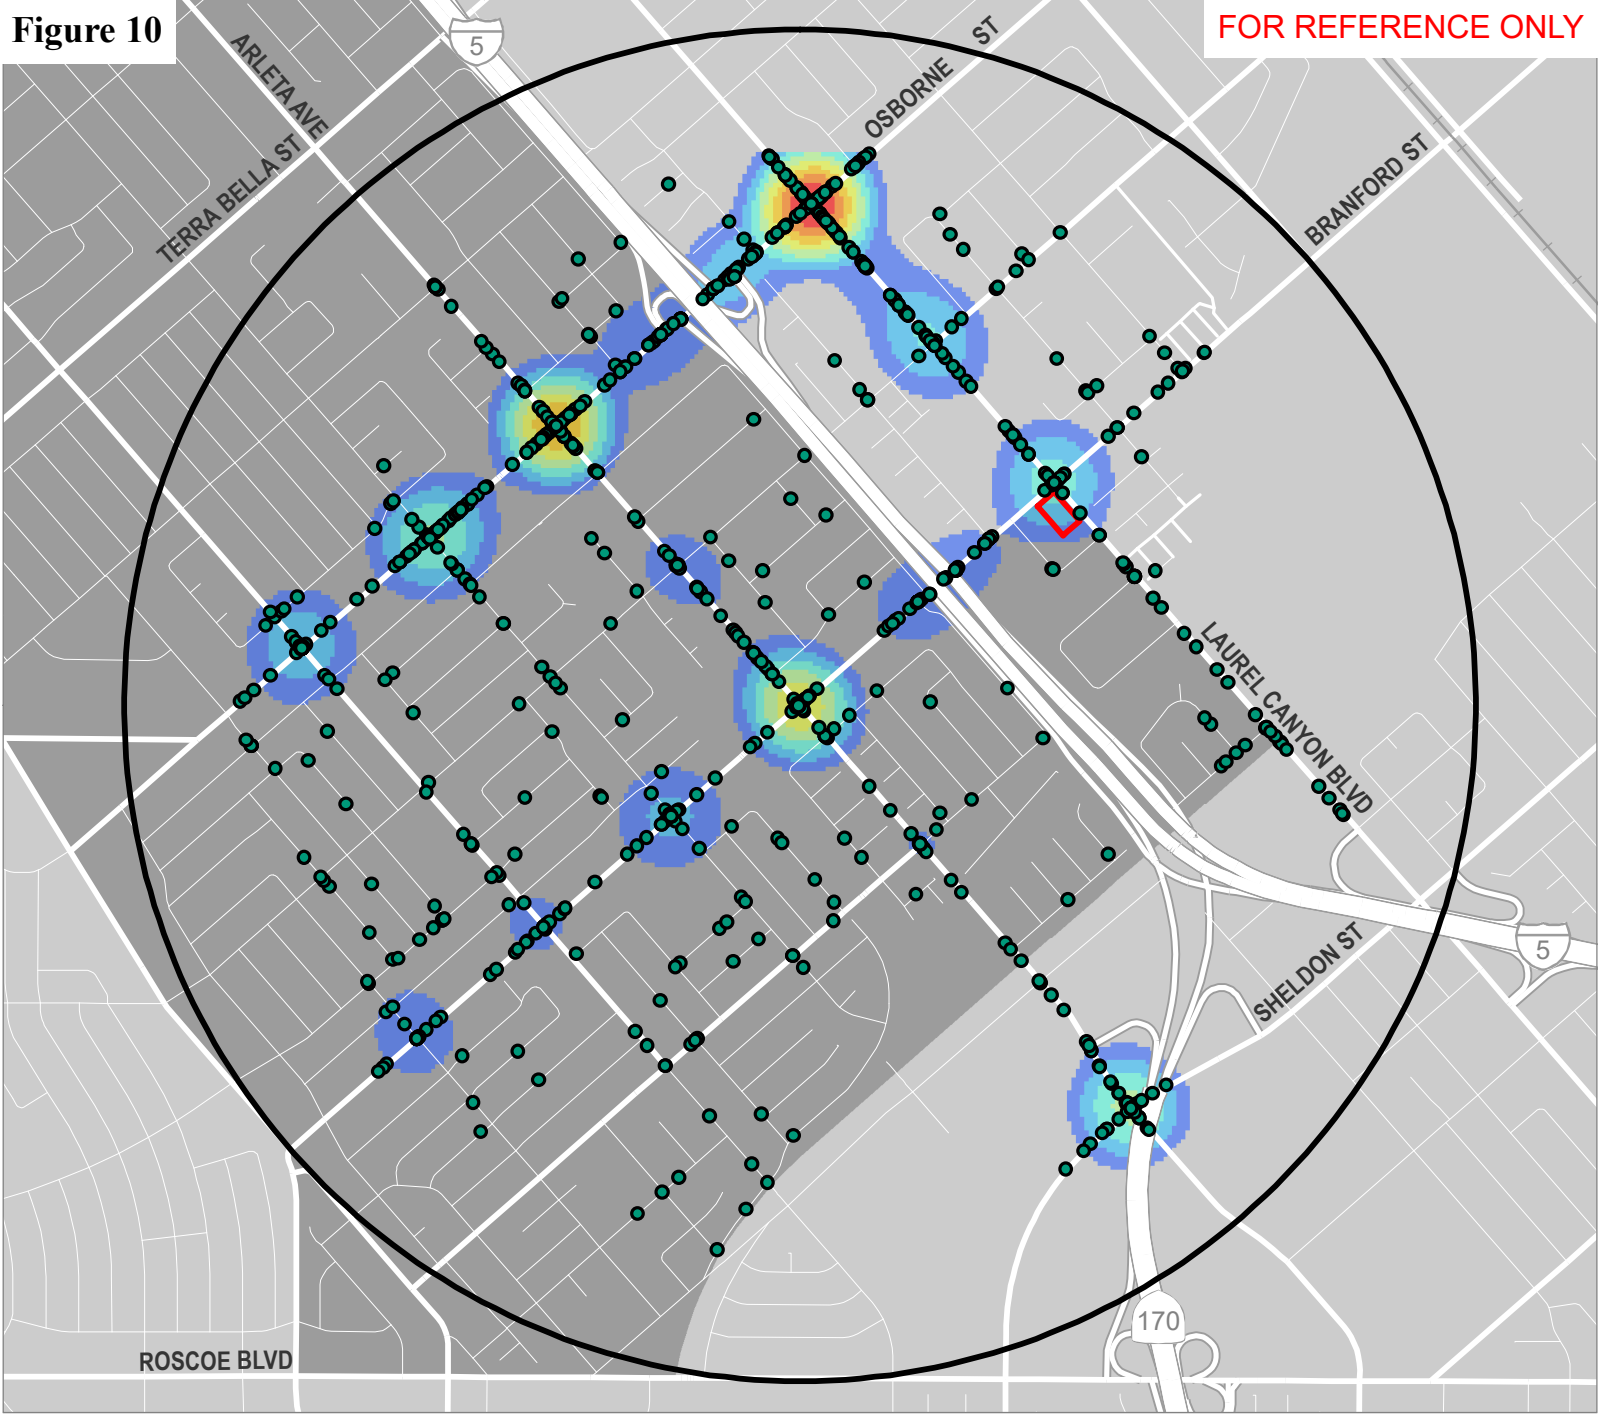 Figure 10
FOR REFERENCE ONLY
5
ARLETA AVE
OSBORNE ST
TERRA BELLA ST
BRANFORD ST
LAUREL CANYON BLVD
SHELDON ST
5
170
ROSCOE BLVD